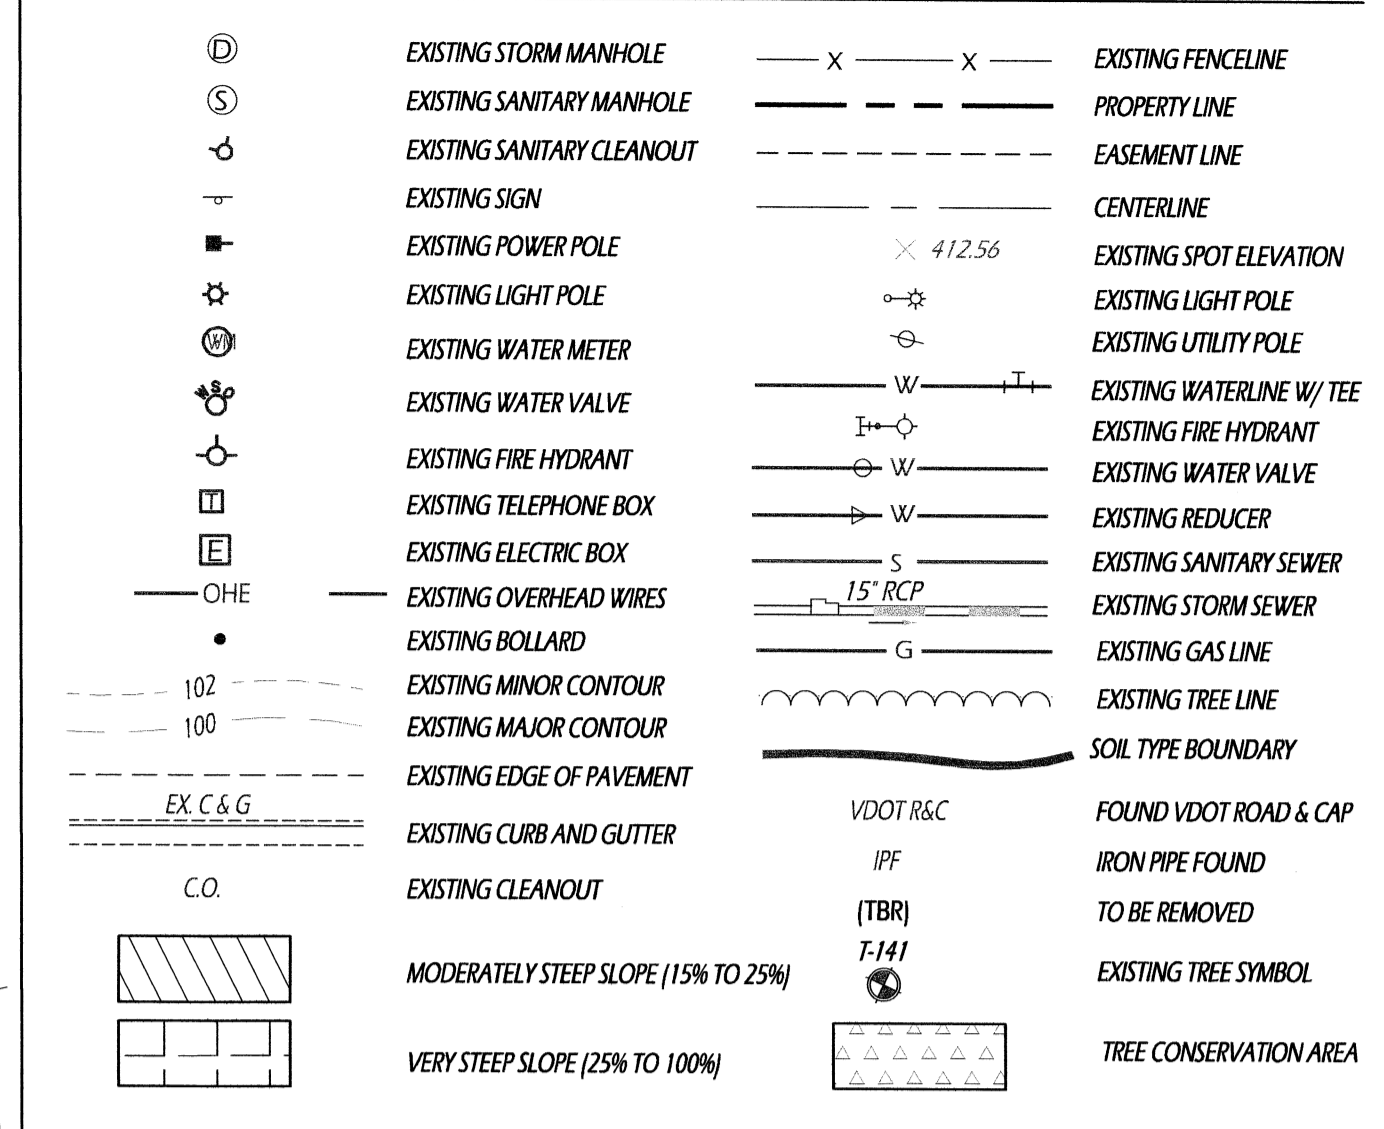 D EXISTING STORM MANHOLE
S EXISTING SANITARY MANHOLE
EXISTING SANITARY CLEANOUT
EXISTING SIGN
EXISTING POWER POLE
EXISTING LIGHT POLE
WM EXISTING WATER METER
W S O EXISTING WATER VALVE
EXISTING FIRE HYDRANT
T EXISTING TELEPHONE BOX
E EXISTING ELECTRIC BOX
OHE EXISTING OVERHEAD WIRES
EXISTING BOLLARD
102 EXISTING MINOR CONTOUR
100 EXISTING MAJOR CONTOUR
EXISTING EDGE OF PAVEMENT
EX. C & G
EXISTING CURB AND GUTTER
C.O. EXISTING CLEANOUT
MODERATELY STEEP SLOPE (15% TO 25%)
VERY STEEP SLOPE (25% TO 100%)
X X EXISTING FENCELINE
PROPERTY LINE
EASEMENT LINE
CENTERLINE
412.56 EXISTING SPOT ELEVATION
EXISTING LIGHT POLE
EXISTING UTILITY POLE
W T EXISTING WATERLINE W/ TEE
EXISTING FIRE HYDRANT
W EXISTING WATER VALVE
W EXISTING REDUCER
S EXISTING SANITARY SEWER
15" RCP
EXISTING STORM SEWER
G EXISTING GAS LINE
EXISTING TREE LINE
SOIL TYPE BOUNDARY
VDOT R&C FOUND VDOT ROAD & CAP
IPF IRON PIPE FOUND
(TBR) TO BE REMOVED
T-141
EXISTING TREE SYMBOL
TREE CONSERVATION AREA